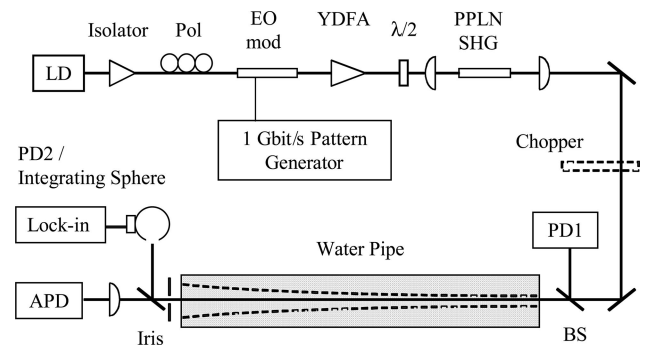 Isolator
Pol
EO
mod
YDFA
λ/2
PPLN
SHG
LD
1 Gbit/s Pattern
Generator
Chopper
PD2 /
Integrating Sphere
Lock-in
Water Pipe
PD1
APD
Iris
BS